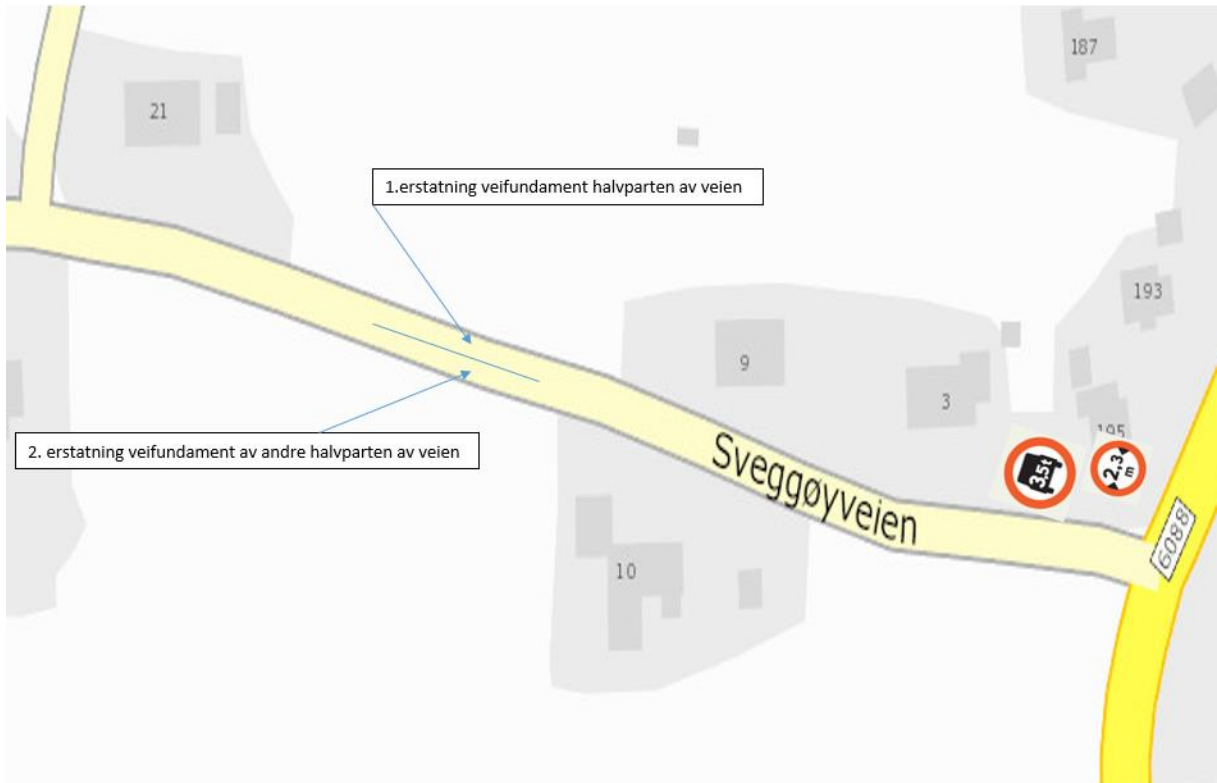 187
21
1.erstatning veifundament halvparten av veien
193
9
3
195
2. erstatning veifundament av andre halvparten av veien
Sveggøyveien
3,5t
2,3
m
6088
10